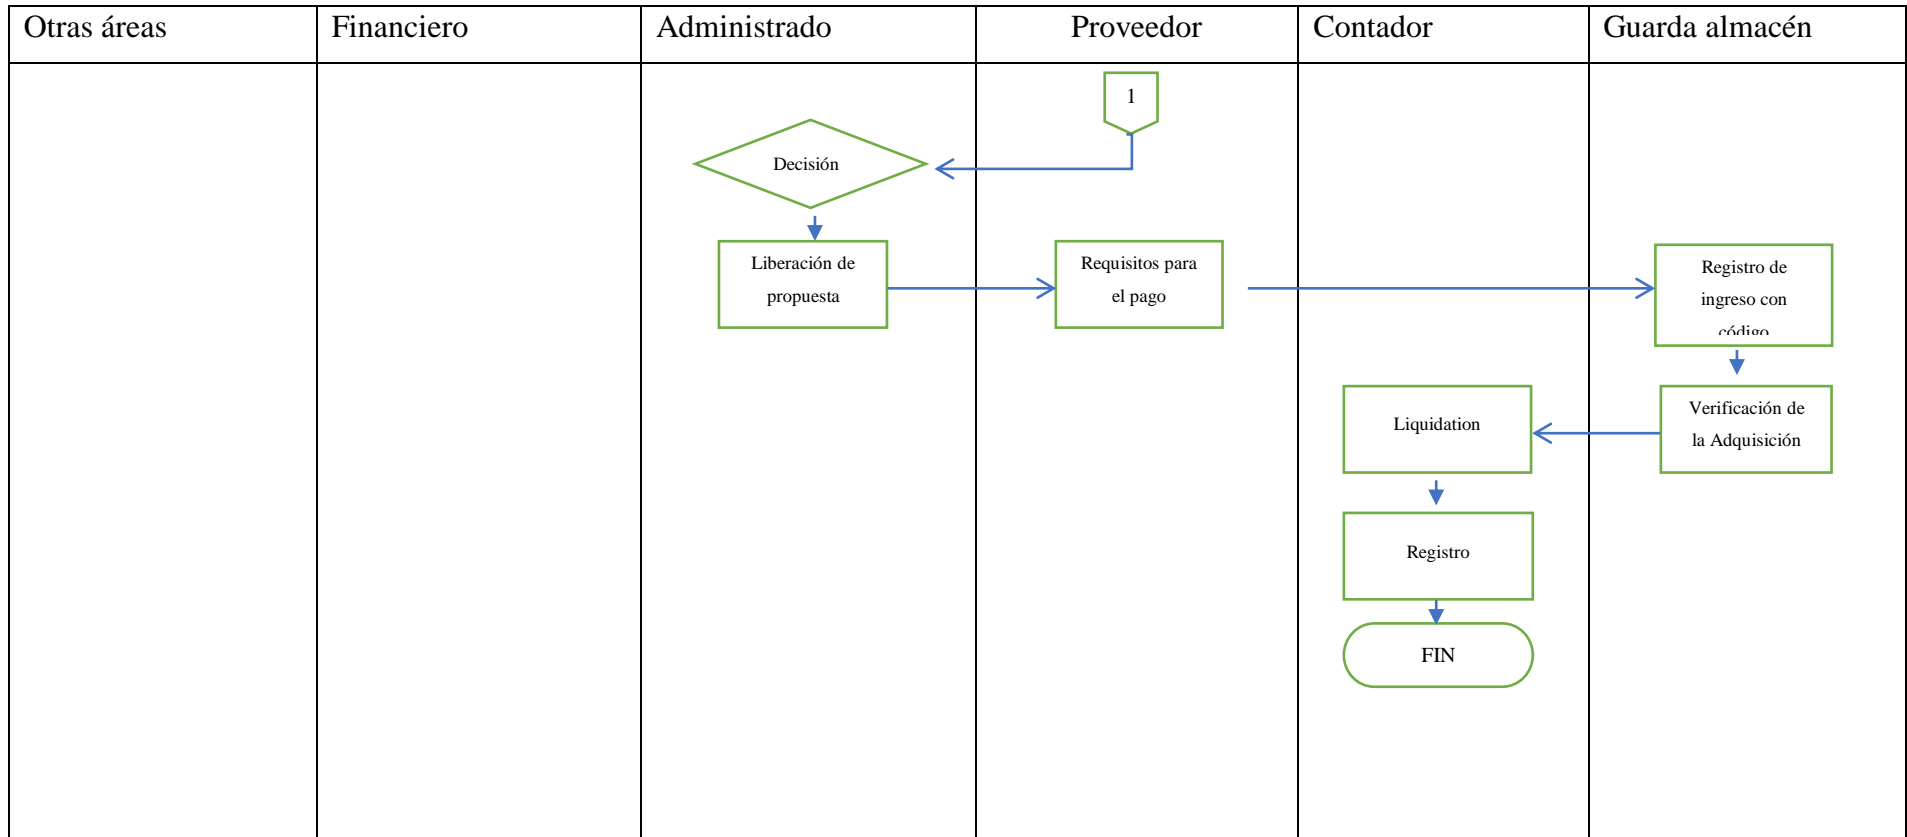 Otras áreas
Financiero
Administrado
Proveedor
Contador
Guarda almacén
1
Decisión
Liberación de
propuesta
Requisitos para
el pago
Registro de
ingreso con
código
Verificación de
la Adquisición
Liquidation
Registro
FIN